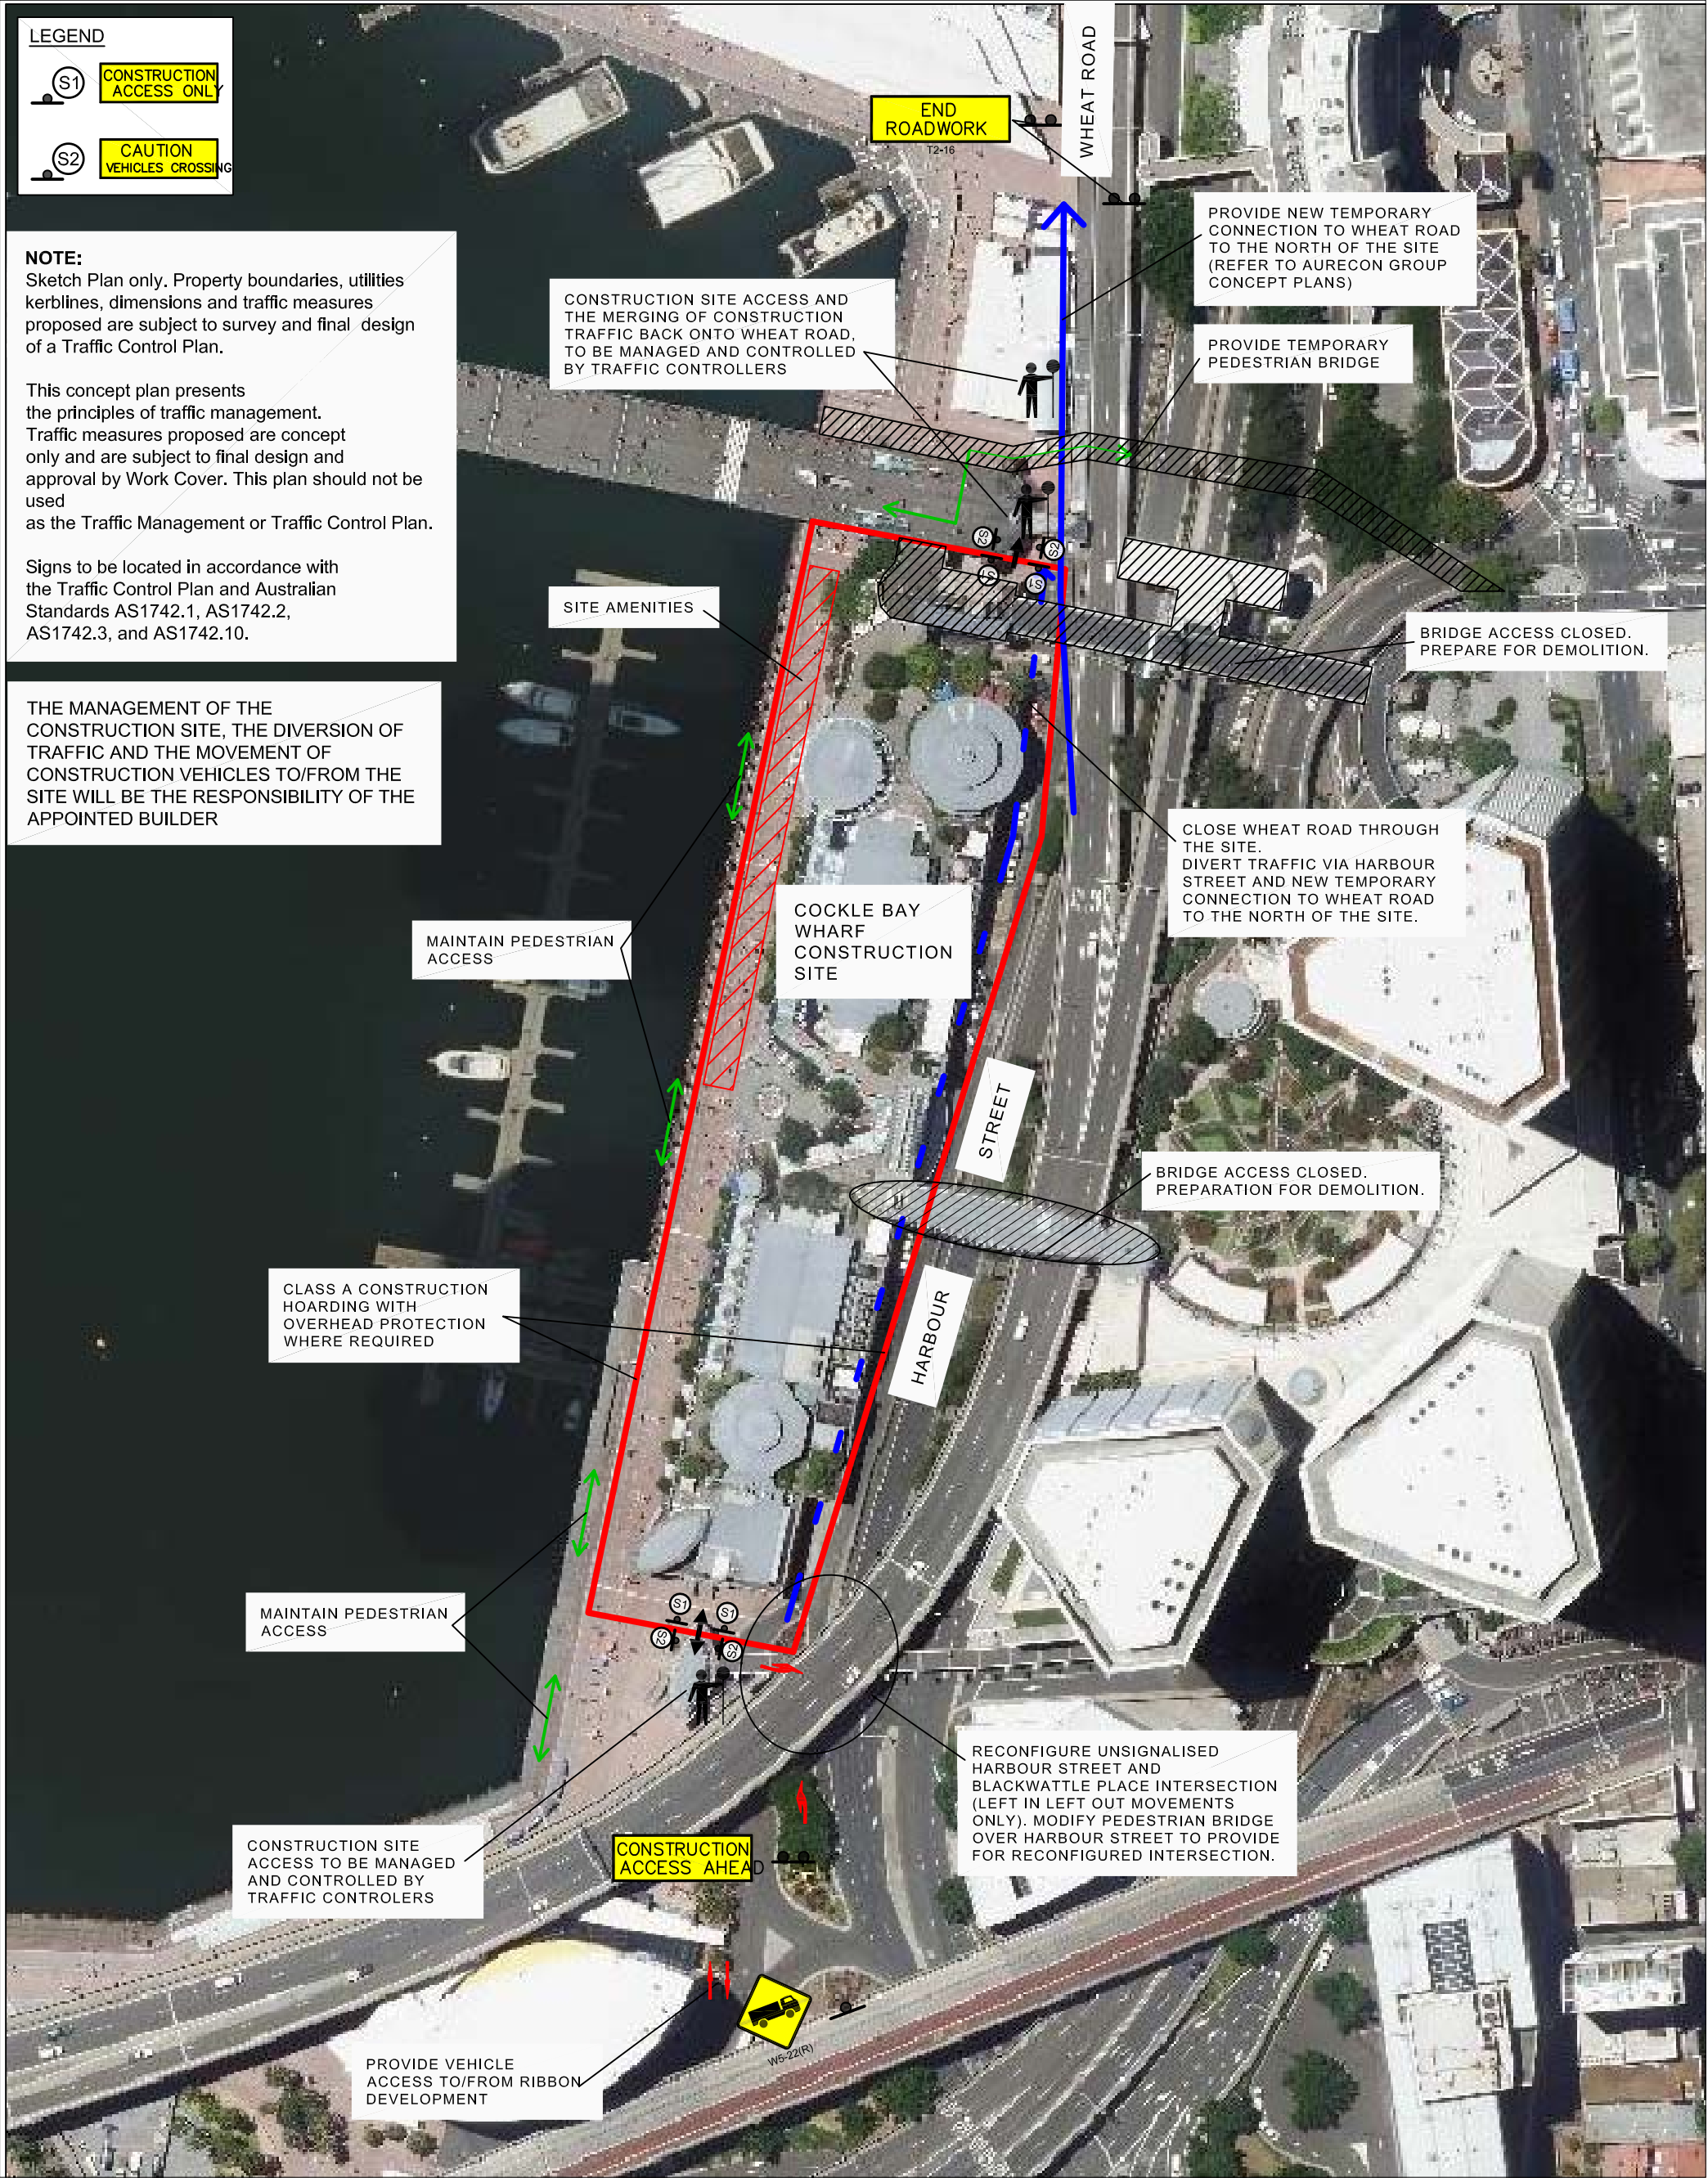 LEGEND
S1
CONSTRUCTION
ACCESS ONLY
S2
CAUTION
VEHICLES CROSSING
NOTE:
Sketch Plan only. Property boundaries, utilities
kerblines, dimensions and traffic measures
proposed are subject to survey and final design
of a Traffic Control Plan.
This concept plan presents
the principles of traffic management.
Traffic measures proposed are concept
only and are subject to final design and
approval by Work Cover. This plan should not be
used
as the Traffic Management or Traffic Control Plan.
Signs to be located in accordance with
the Traffic Control Plan and Australian
Standards AS1742.1, AS1742.2,
AS1742.3, and AS1742.10.
THE MANAGEMENT OF THE
CONSTRUCTION SITE, THE DIVERSION OF
TRAFFIC AND THE MOVEMENT OF
CONSTRUCTION VEHICLES TO/FROM THE
SITE WILL BE THE RESPONSIBILITY OF THE
APPOINTED BUILDER
END
ROADWORK
T2-16
WHEAT ROAD
PROVIDE NEW TEMPORARY
CONNECTION TO WHEAT ROAD
TO THE NORTH OF THE SITE
(REFER TO AURECON GROUP
CONCEPT PLANS)
CONSTRUCTION SITE ACCESS AND
THE MERGING OF CONSTRUCTION
TRAFFIC BACK ONTO WHEAT ROAD,
TO BE MANAGED AND CONTROLLED
BY TRAFFIC CONTROLLERS
PROVIDE TEMPORARY
PEDESTRIAN BRIDGE
S2
S2
S1
S1
SITE AMENITIES
BRIDGE ACCESS CLOSED.
PREPARE FOR DEMOLITION.
CLOSE WHEAT ROAD THROUGH
THE SITE.
DIVERT TRAFFIC VIA HARBOUR
STREET AND NEW TEMPORARY
CONNECTION TO WHEAT ROAD
TO THE NORTH OF THE SITE.
COCKLE BAY
WHARF
CONSTRUCTION
SITE
MAINTAIN PEDESTRIAN
ACCESS
STREET
BRIDGE ACCESS CLOSED.
PREPARATION FOR DEMOLITION.
HARBOUR
CLASS A CONSTRUCTION
HOARDING WITH
OVERHEAD PROTECTION
WHERE REQUIRED
MAINTAIN PEDESTRIAN
ACCESS
S1
S1
S2
S2
RECONFIGURE UNSIGNALISED
HARBOUR STREET AND
BLACKWATTLE PLACE INTERSECTION
(LEFT IN LEFT OUT MOVEMENTS
ONLY). MODIFY PEDESTRIAN BRIDGE
OVER HARBOUR STREET TO PROVIDE
FOR RECONFIGURED INTERSECTION.
CONSTRUCTION SITE
ACCESS TO BE MANAGED
AND CONTROLLED BY
TRAFFIC CONTROLERS
CONSTRUCTION
ACCESS AHEAD
W5-22(R)
PROVIDE VEHICLE
ACCESS TO/FROM RIBBON
DEVELOPMENT